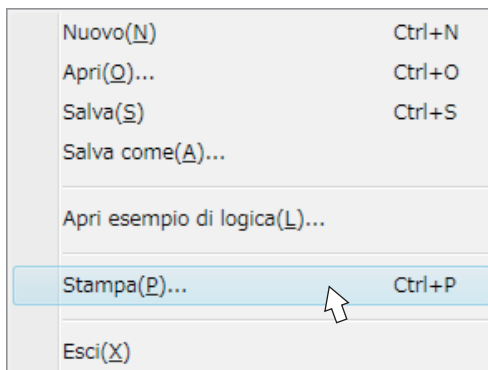 Nuovo(N) Ctrl+N
Apri(O)... Ctrl+O
Salva(S) Ctrl+S
Salva come(A)...
Apri esempio di logica(L)...
Stampa(P)... Ctrl+P
Esci(X)